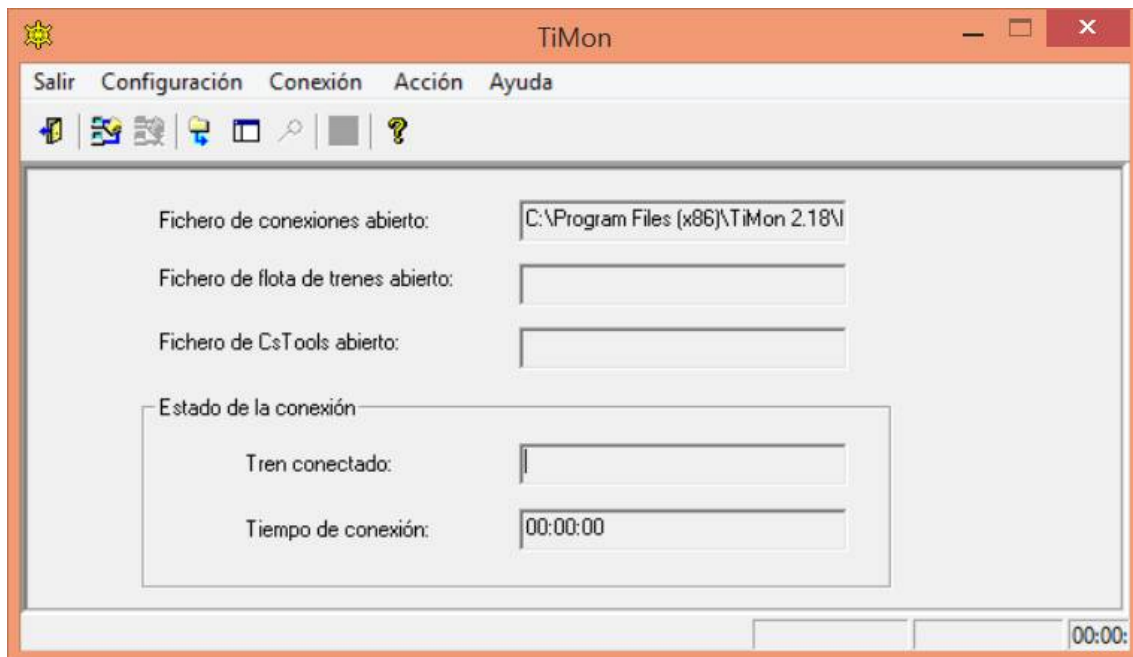 TiMon
Salir Configuración Conexión Acción Ayuda
Fichero de conexiones abierto: C:\Program Files (x86)\TiMon 2.18\I
Fichero de flota de trenes abierto:
Fichero de CsTools abierto:
Estado de la conexión
Tren conectado:
Tiempo de conexión: 00:00:00
00:00: